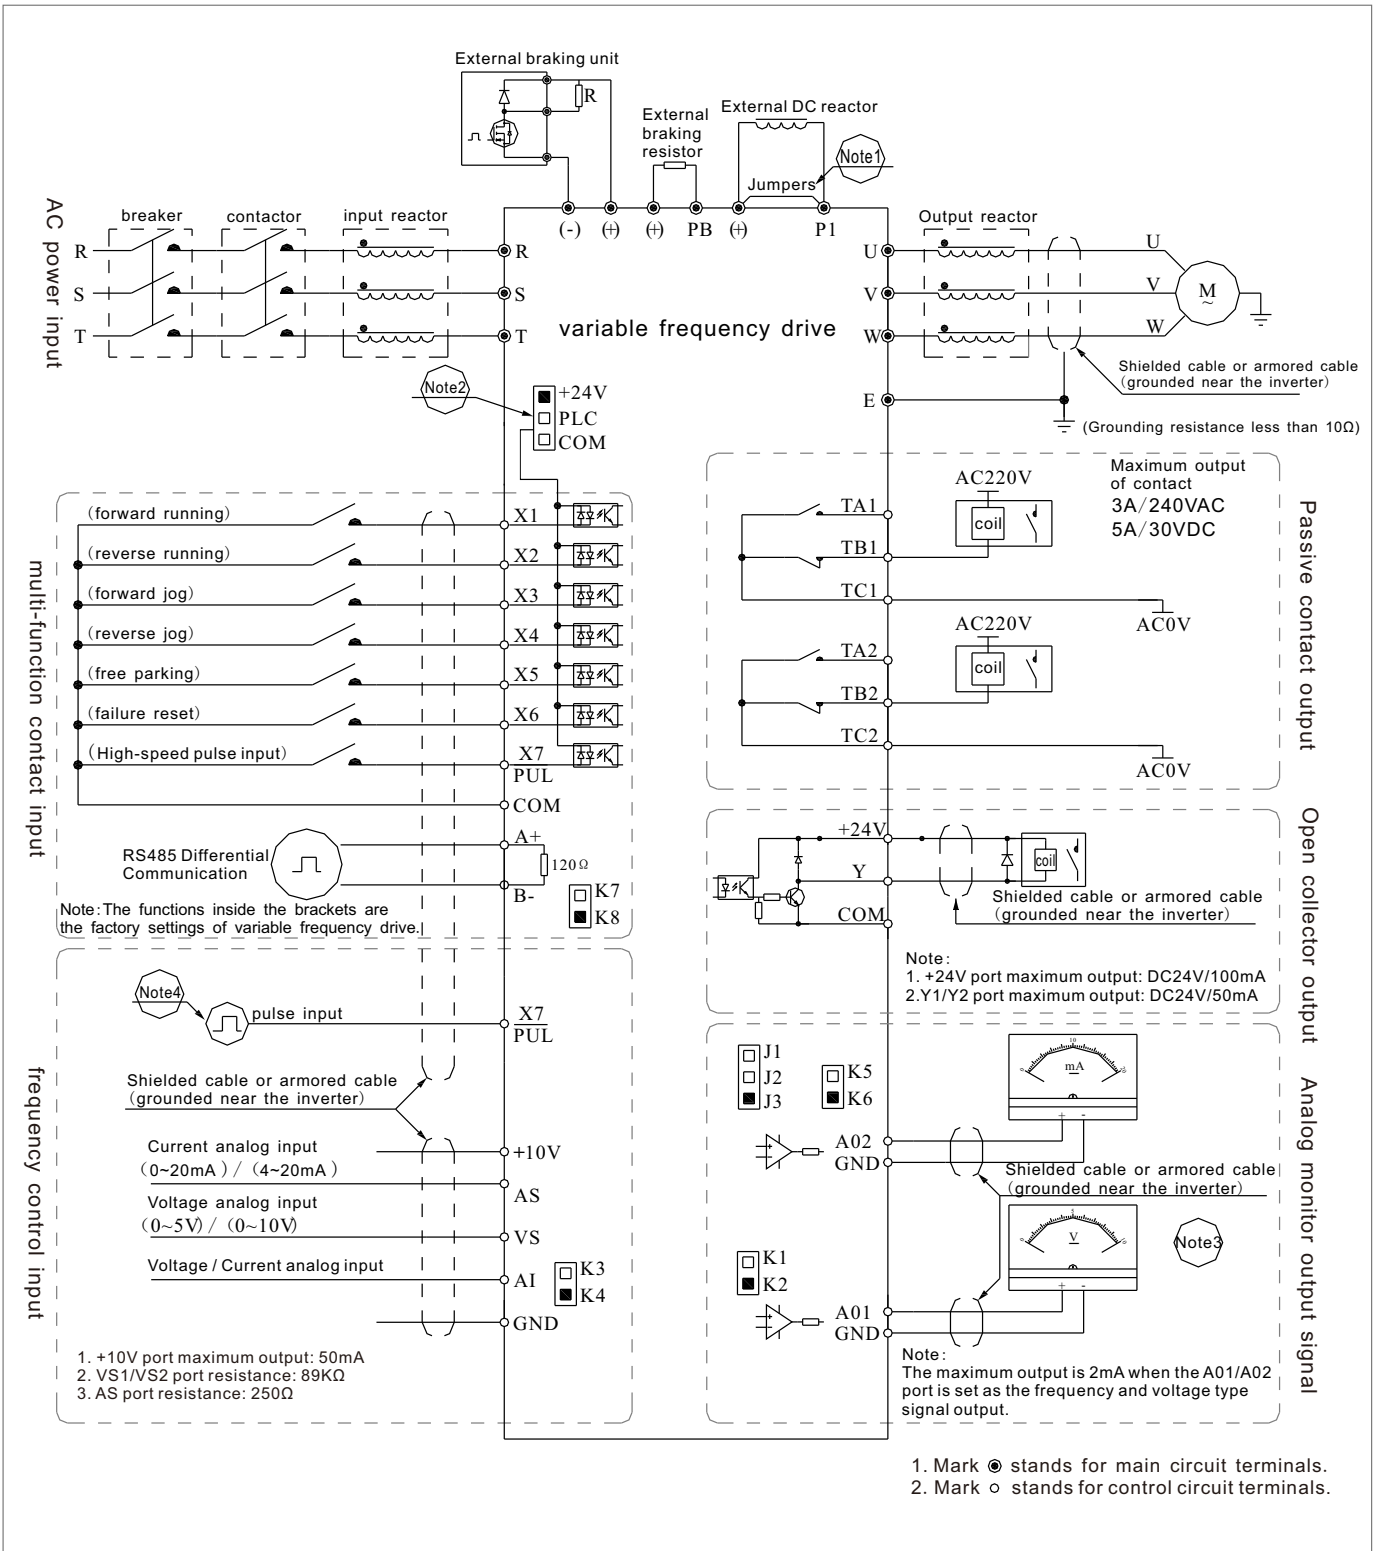 External braking unit
R
External
braking
resistor
External DC reactor
Note1
Jumpers
(-)
(+)
(+)
PB
(+)
P1
AC power input
breaker
contactor
input reactor
Output reactor
R
R
U
U
S
S
V
V
T
T
W
W
M
~
variable frequency drive
Shielded cable or armored cable
(grounded near the inverter)
E
(Grounding resistance less than 10Ω)
Note2
+24V
PLC
COM
multi-function contact input
(forward running)
X1
(reverse running)
X2
(forward jog)
X3
(reverse jog)
X4
(free parking)
X5
(failure reset)
X6
(High-speed pulse input)
X7
PUL
COM
RS485 Differential
Communication
A+
120Ω
B-
K7
K8
Note:The functions inside the brackets are
the factory settings of variable frequency drive.
Passive contact output
Maximum output
of contact
3A/240VAC
5A/30VDC
AC220V
coil
TA1
TB1
TC1
AC0V
AC220V
coil
TA2
TB2
TC2
AC0V
Open collector output
+24V
Y
COM
coil
Shielded cable or armored cable
(grounded near the inverter)
Note:
1. +24V port maximum output: DC24V/100mA
2.Y1/Y2 port maximum output: DC24V/50mA
frequency control input
Note4
pulse input
X7
PUL
Shielded cable or armored cable
(grounded near the inverter)
Current analog input
(0~20mA) / (4~20mA)
+10V
AS
Voltage analog input
(0~5V) / (0~10V)
VS
Voltage / Current analog input
AI
K3
K4
GND
1. +10V port maximum output: 50mA
2. VS1/VS2 port resistance: 89KΩ
3. AS port resistance: 250Ω
Analog monitor output signal
J1
J2
J3
K5
K6
0
10
20
mA
+ -
A02
GND
Shielded cable or armored cable
(grounded near the inverter)
0
5
10
V
+ -
Note3
K1
K2
A01
GND
Note:
The maximum output is 2mA when the A01/A02
port is set as the frequency and voltage type
signal output.
1. Mark stands for main circuit terminals.
2. Mark stands for control circuit terminals.